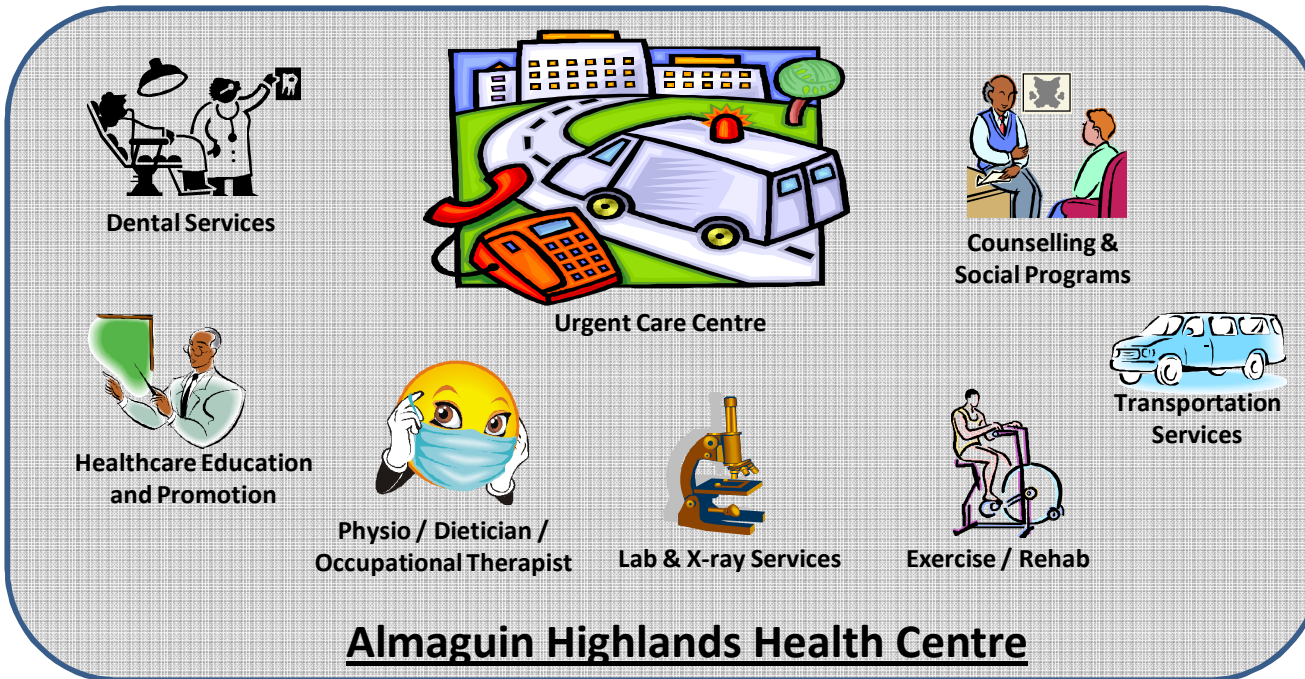 Dental Services
Urgent Care Centre
Counselling &
Social Programs
Healthcare Education
and Promotion
Physio / Dietician /
Occupational Therapist
Lab & X-ray Services
Exercise / Rehab
Transportation
Services
Almaguin Highlands Health Centre